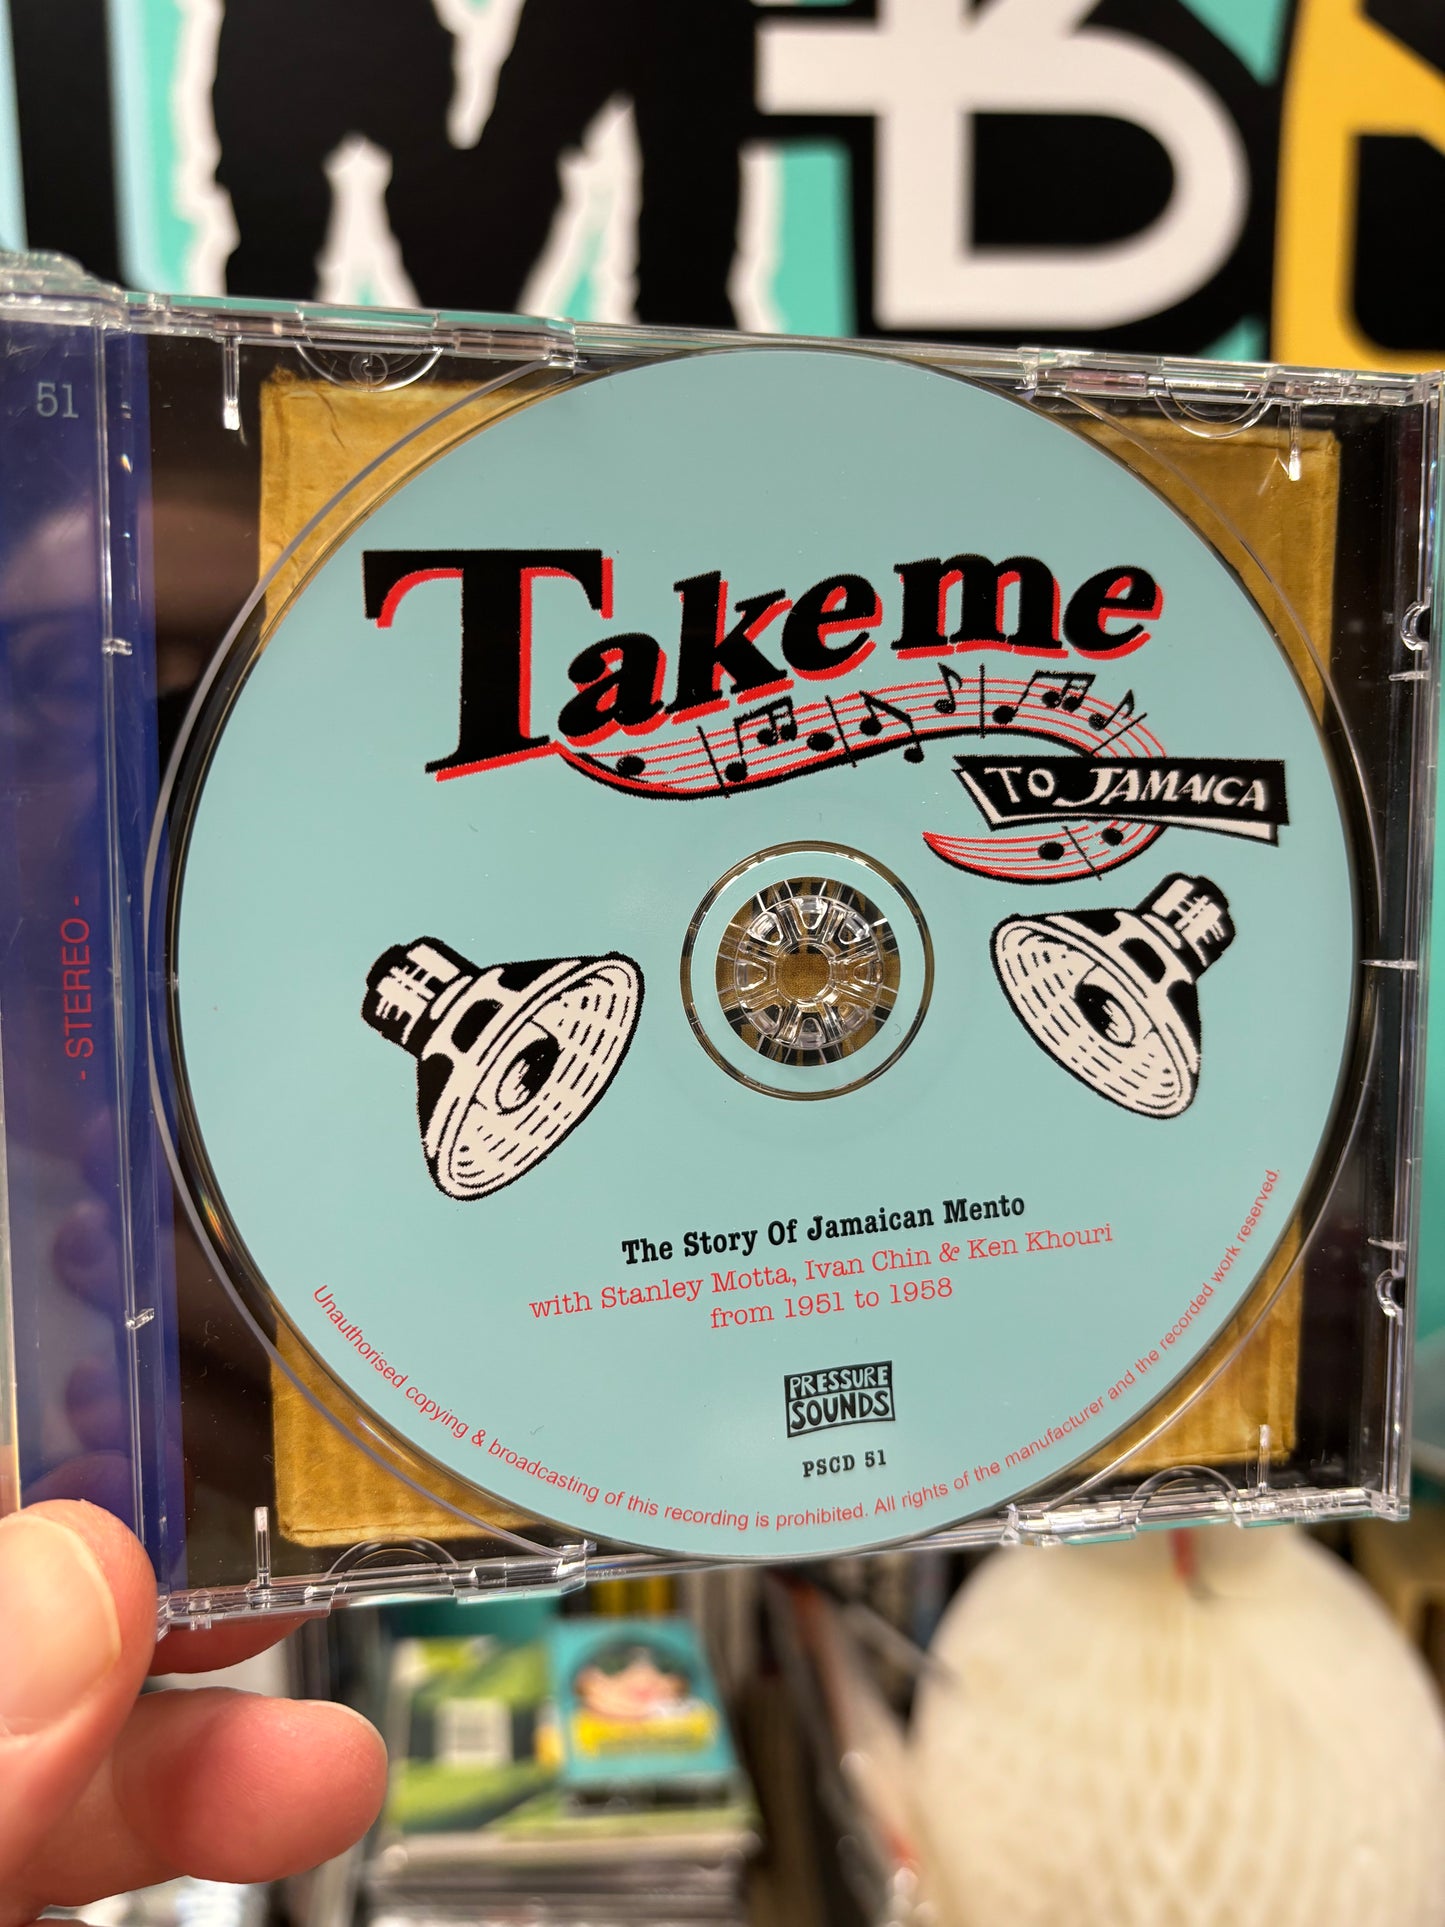 51
- STEREO -
Take me
TO JAMAICA
The Story Of Jamaican Mento
with Stanley Motta, Ivan Chin & Ken Khouri
from 1951 to 1958
PRESSURE
SOUNDS
PSCD 51
Unauthorised copying & broadcasting of this recording is prohibited. All rights of the manufacturer and the recorded work reserved.